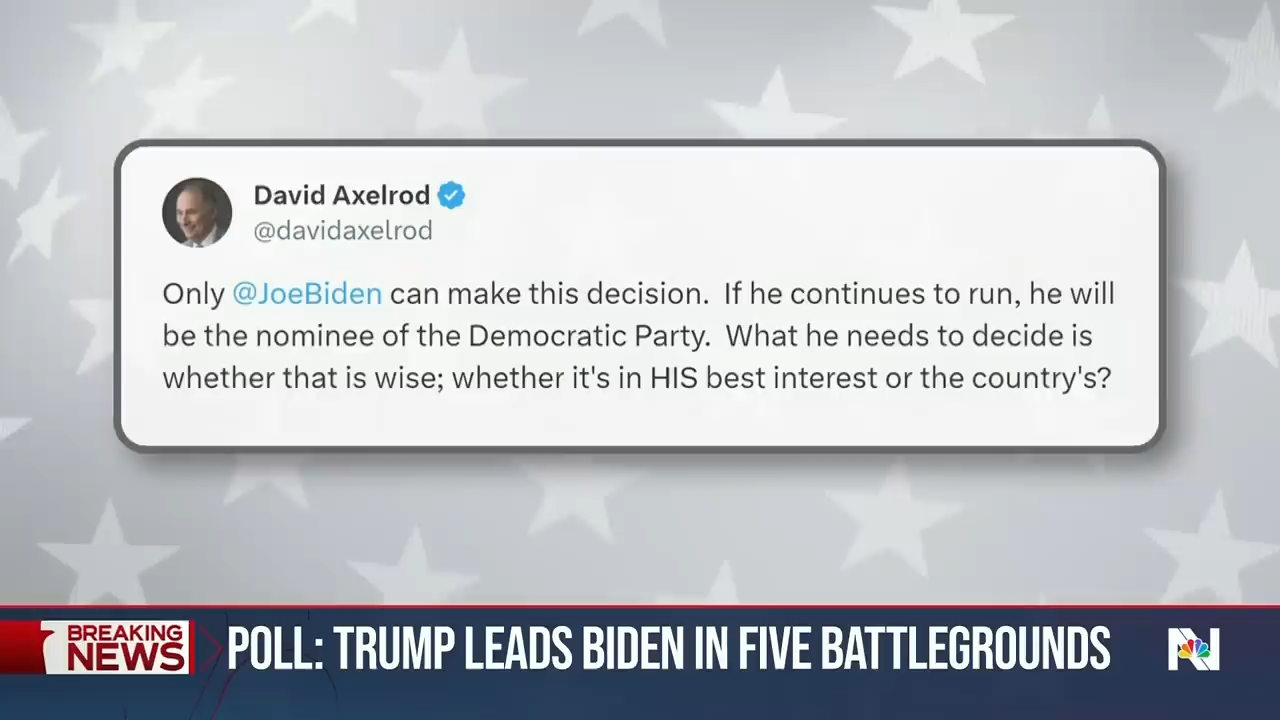 David Axelrod
@davidaxelrod
Only @JoeBiden can make this decision.  If he continues to run, he will
be the nominee of the Democratic Party.  What he needs to decide is
whether that is wise; whether it's in HIS best interest or the country's?
BREAKING
NEWS
POLL: TRUMP LEADS BIDEN IN FIVE BATTLEGROUNDS
N